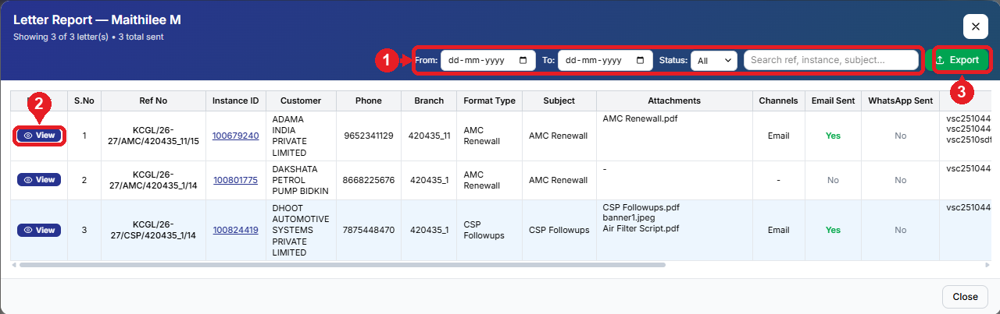 Letter Report — Maithilee M
Showing 3 of 3 letter(s) • 3 total sent
1
From: dd-mm-yyyy To: dd-mm-yyyy Status: All Search ref, instance, subject... Export
3
2
S.No Ref No Instance ID Customer Phone Branch Format Type Subject Attachments Channels Email Sent WhatsApp Sent
View 1 KCGL/26-27/AMC/420435_11/15 100679240 ADAMA INDIA PRIVATE LIMITED 9652341129 420435_11 AMC Renewall AMC Renewall AMC Renewall.pdf Email Yes No vsc251044
vsc251044
vsc2510sdf
View 2 KCGL/26-27/AMC/420435_1/14 100801775 DAKSHATA PETROL PUMP BIDKIN 8668225676 420435_1 AMC Renewall AMC Renewall - - No No vsc251044
View 3 KCGL/26-27/CSP/420435_1/14 100824419 DHOOT AUTOMOTIVE SYSTEMS PRIVATE LIMITED 7875448470 420435_1 CSP Followups CSP Followups CSP Followups.pdf
banner1.jpeg
Air Filter Script.pdf
Email Yes No vsc251044
Close